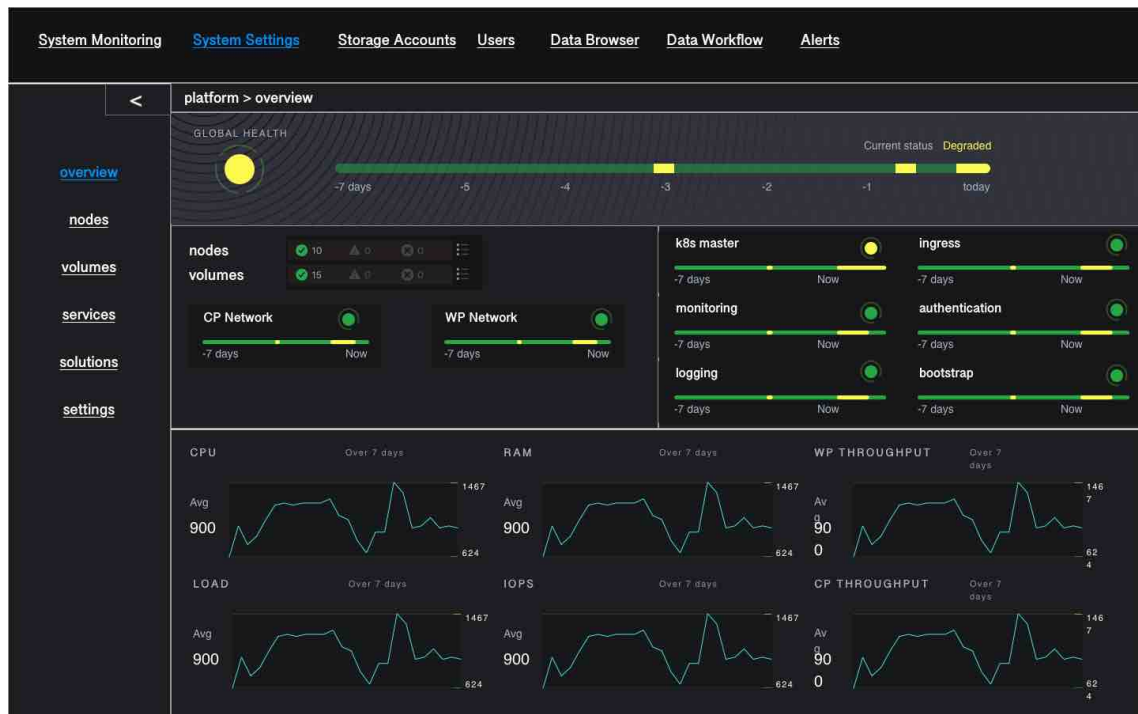 System Monitoring System Settings Storage Accounts Users Data Browser Data Workflow Alerts
<
platform > overview
overview
nodes
volumes
services
solutions
settings
GLOBAL HEALTH
Current status Degraded
-7 days -5 -4 -3 -2 -1 today
nodes 10 0 0
volumes 15 0 0
CP Network
-7 days Now
WP Network
-7 days Now
k8s master
-7 days Now
ingress
-7 days Now
monitoring
-7 days Now
authentication
-7 days Now
logging
-7 days Now
bootstrap
-7 days Now
CPU Over 7 days
1467
Avg
900
624
RAM Over 7 days
1467
Avg
900
624
WP THROUGHPUT Over 7
days
146
7
Av
g
90
0
62
4
LOAD Over 7 days
1467
Avg
900
624
IOPS Over 7 days
1467
Avg
900
624
CP THROUGHPUT Over 7
days
146
7
Av
g
90
0
62
4